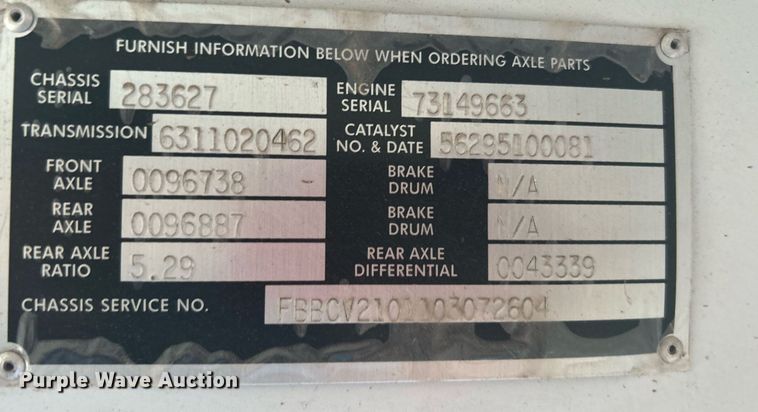 FURNISH INFORMATION BELOW WHEN ORDERING AXLE PARTS
CHASSIS SERIAL 283627 ENGINE SERIAL 73149663
TRANSMISSION 6311020462 CATALYST NO. & DATE 56295100081
FRONT AXLE 0096738 BRAKE DRUM N/A
REAR AXLE 0096887 BRAKE DRUM N/A
REAR AXLE RATIO 5.29 REAR AXLE DIFFERENTIAL 0043339
CHASSIS SERVICE NO. FBBCV2101103072604
Purple Wave Auction